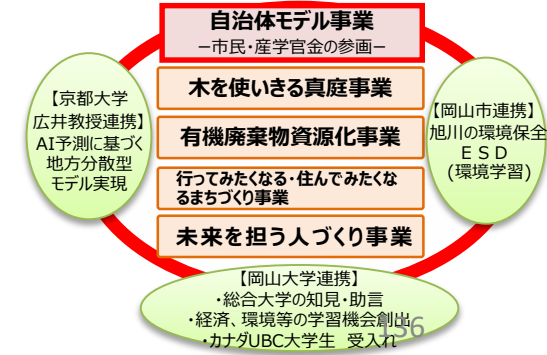 自治体モデル事業
−市民・産学官金の参画−
木を使いきる真庭事業
有機廃棄物資源化事業
行ってみたくなる・住んでみたくな
るまちづくり事業
未来を担う人づくり事業
【京都大学
広井教授連携】
AI予測に基づく
地方分散型
モデル実現
【岡山市連携】
旭川の環境保全
ESD
(環境学習)
【岡山大学連携】
・総合大学の知見・助言
・経済、環境等の学習機会創出
・カナダUBC大学生 受入れ
136